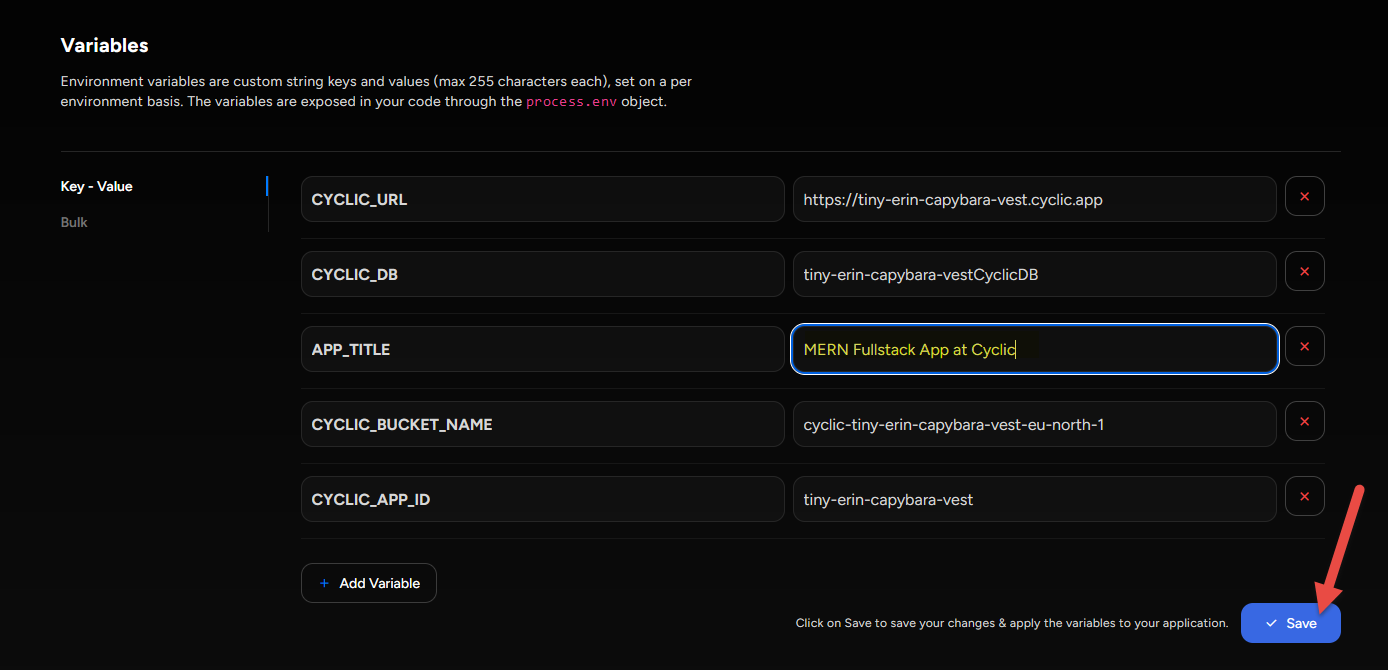 Variables
Environment variables are custom string keys and values (max 255 characters each), set on a per
environment basis. The variables are exposed in your code through the process.env object.
Key - Value
Bulk
CYCLIC_URL https://tiny-erin-capybara-vest.cyclic.app
CYCLIC_DB tiny-erin-capybara-vestCyclicDB
APP_TITLE MERN Fullstack App at Cyclic
CYCLIC_BUCKET_NAME cyclic-tiny-erin-capybara-vest-eu-north-1
CYCLIC_APP_ID tiny-erin-capybara-vest
+ Add Variable
Click on Save to save your changes & apply the variables to your application.
Save